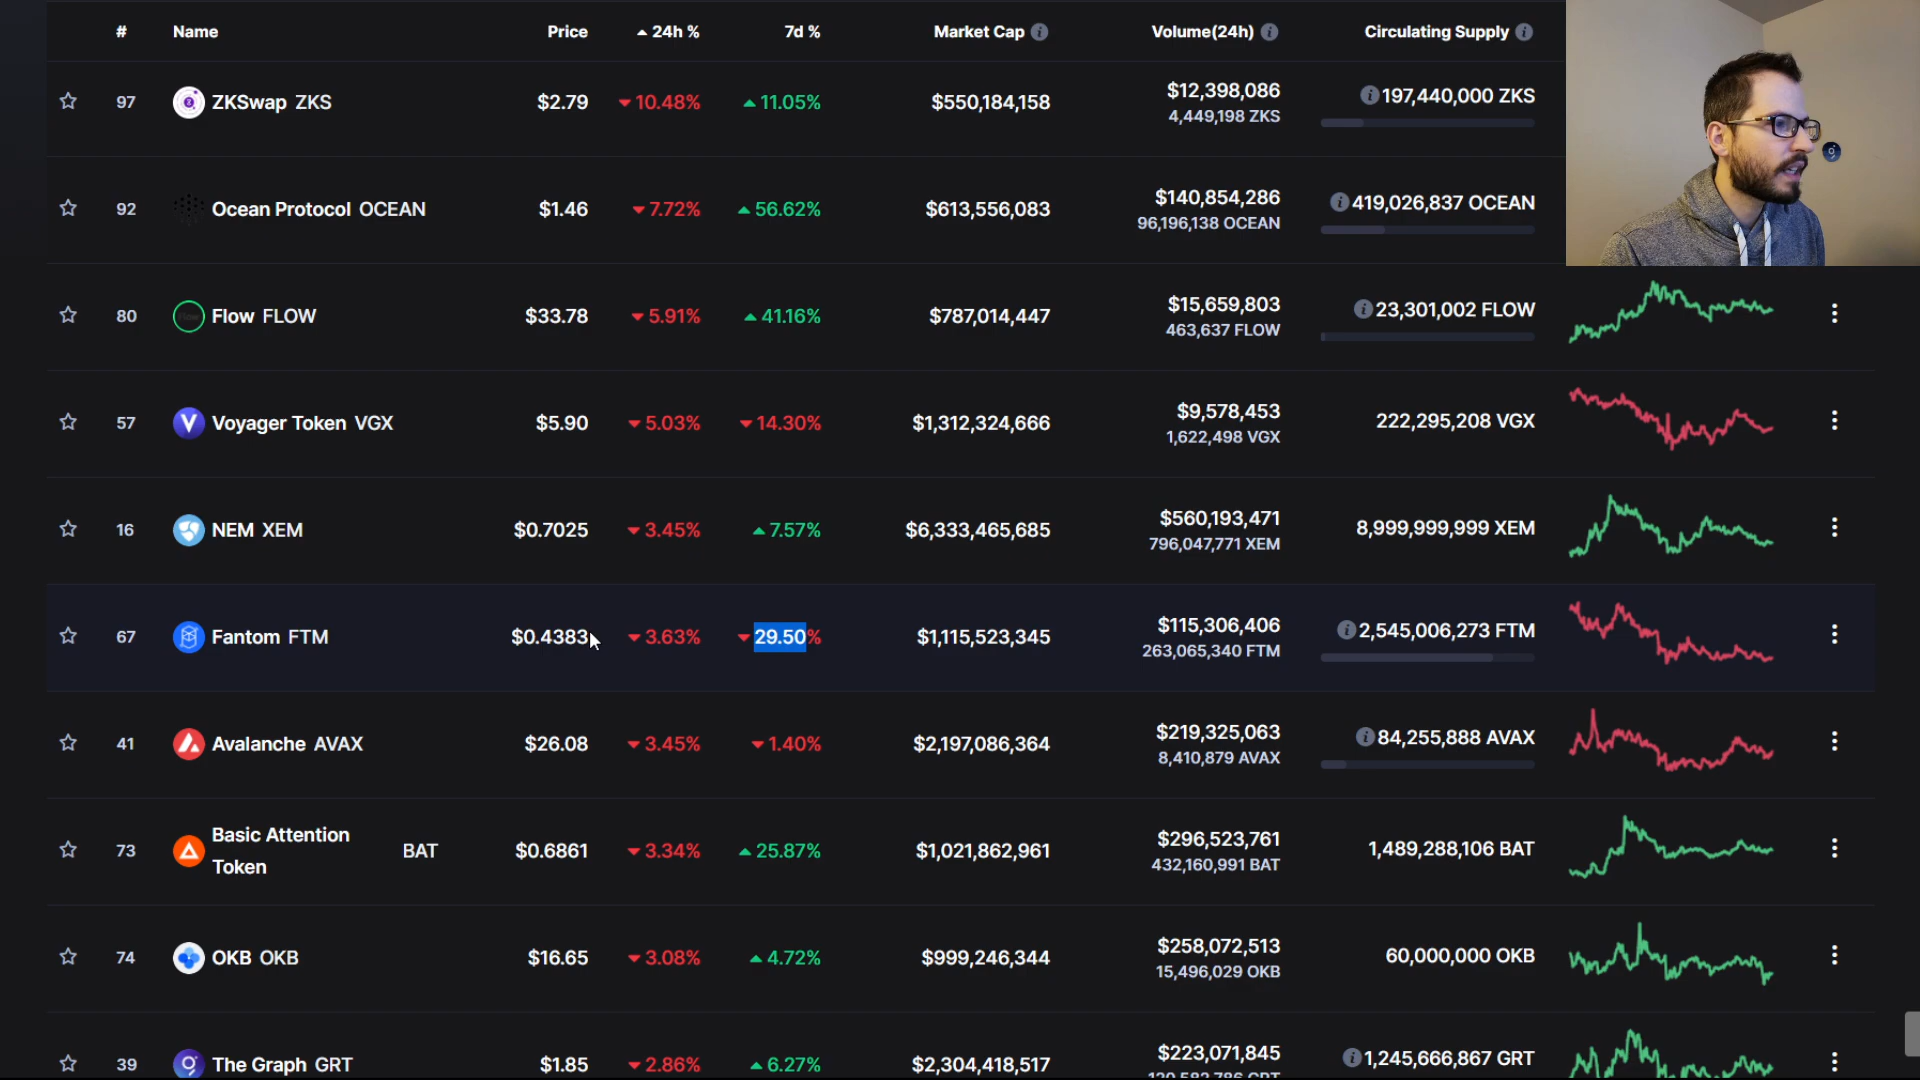 # Name Price 24h % 7d % Market Cap Volume(24h) Circulating Supply
97 ZKSwap ZKS $2.79 10.48% 11.05% $550,184,158 $12,398,086 197,440,000 ZKS
4,449,198 ZKS
92 Ocean Protocol OCEAN $1.46 7.72% 56.62% $613,556,083 $140,854,286 419,026,837 OCEAN
96,196,138 OCEAN
80 Flow FLOW $33.78 5.91% 41.16% $787,014,447 $15,659,803 23,301,002 FLOW
463,637 FLOW
57 Voyager Token VGX $5.90 5.03% 14.30% $1,312,324,666 $9,578,453 222,295,208 VGX
1,622,498 VGX
16 NEM XEM $0.7025 3.45% 7.57% $6,333,465,685 $560,193,471 8,999,999,999 XEM
796,047,771 XEM
67 Fantom FTM $0.4383 3.63% 29.50% $1,115,523,345 $115,306,406 2,545,006,273 FTM
263,065,340 FTM
41 Avalanche AVAX $26.08 3.45% 1.40% $2,197,086,364 $219,325,063 84,255,888 AVAX
8,410,879 AVAX
73 Basic Attention Token BAT $0.6861 3.34% 25.87% $1,021,862,961 $296,523,761 1,489,288,106 BAT
432,160,991 BAT
74 OKB OKB $16.65 3.08% 4.72% $999,246,344 $258,072,513 60,000,000 OKB
15,496,029 OKB
39 The Graph GRT $1.85 2.86% 6.27% $2,304,418,517 $223,071,845 1,245,666,867 GRT